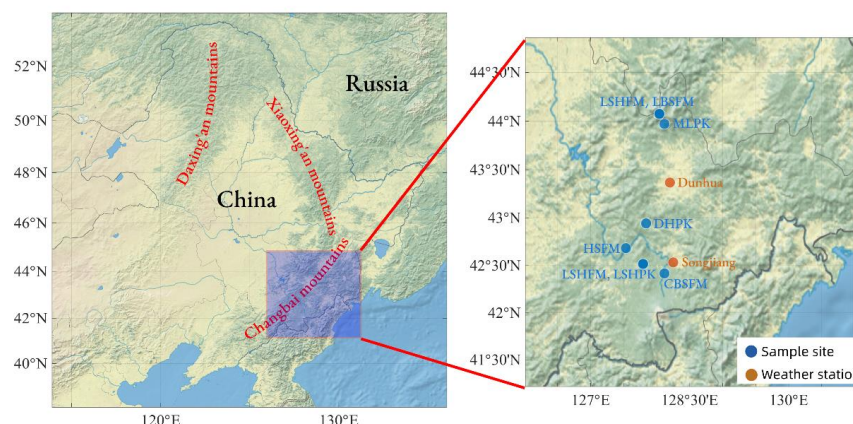 52°N
50°N
48°N
46°N
44°N
42°N
40°N
120°E
130°E
Daxing'an mountains
Xiaoxing'an mountains
Changbai mountains
Russia
China
44°30'N
44°N
43°30'N
43°N
42°30'N
42°N
41°30'N
127°E
128°30'E
130°E
LSHFM, LBSFM
MLPK
Dunhua
DHPK
HSFM
Songjiang
LSHFM, LSHPK
CBSFM
Sample site
Weather station